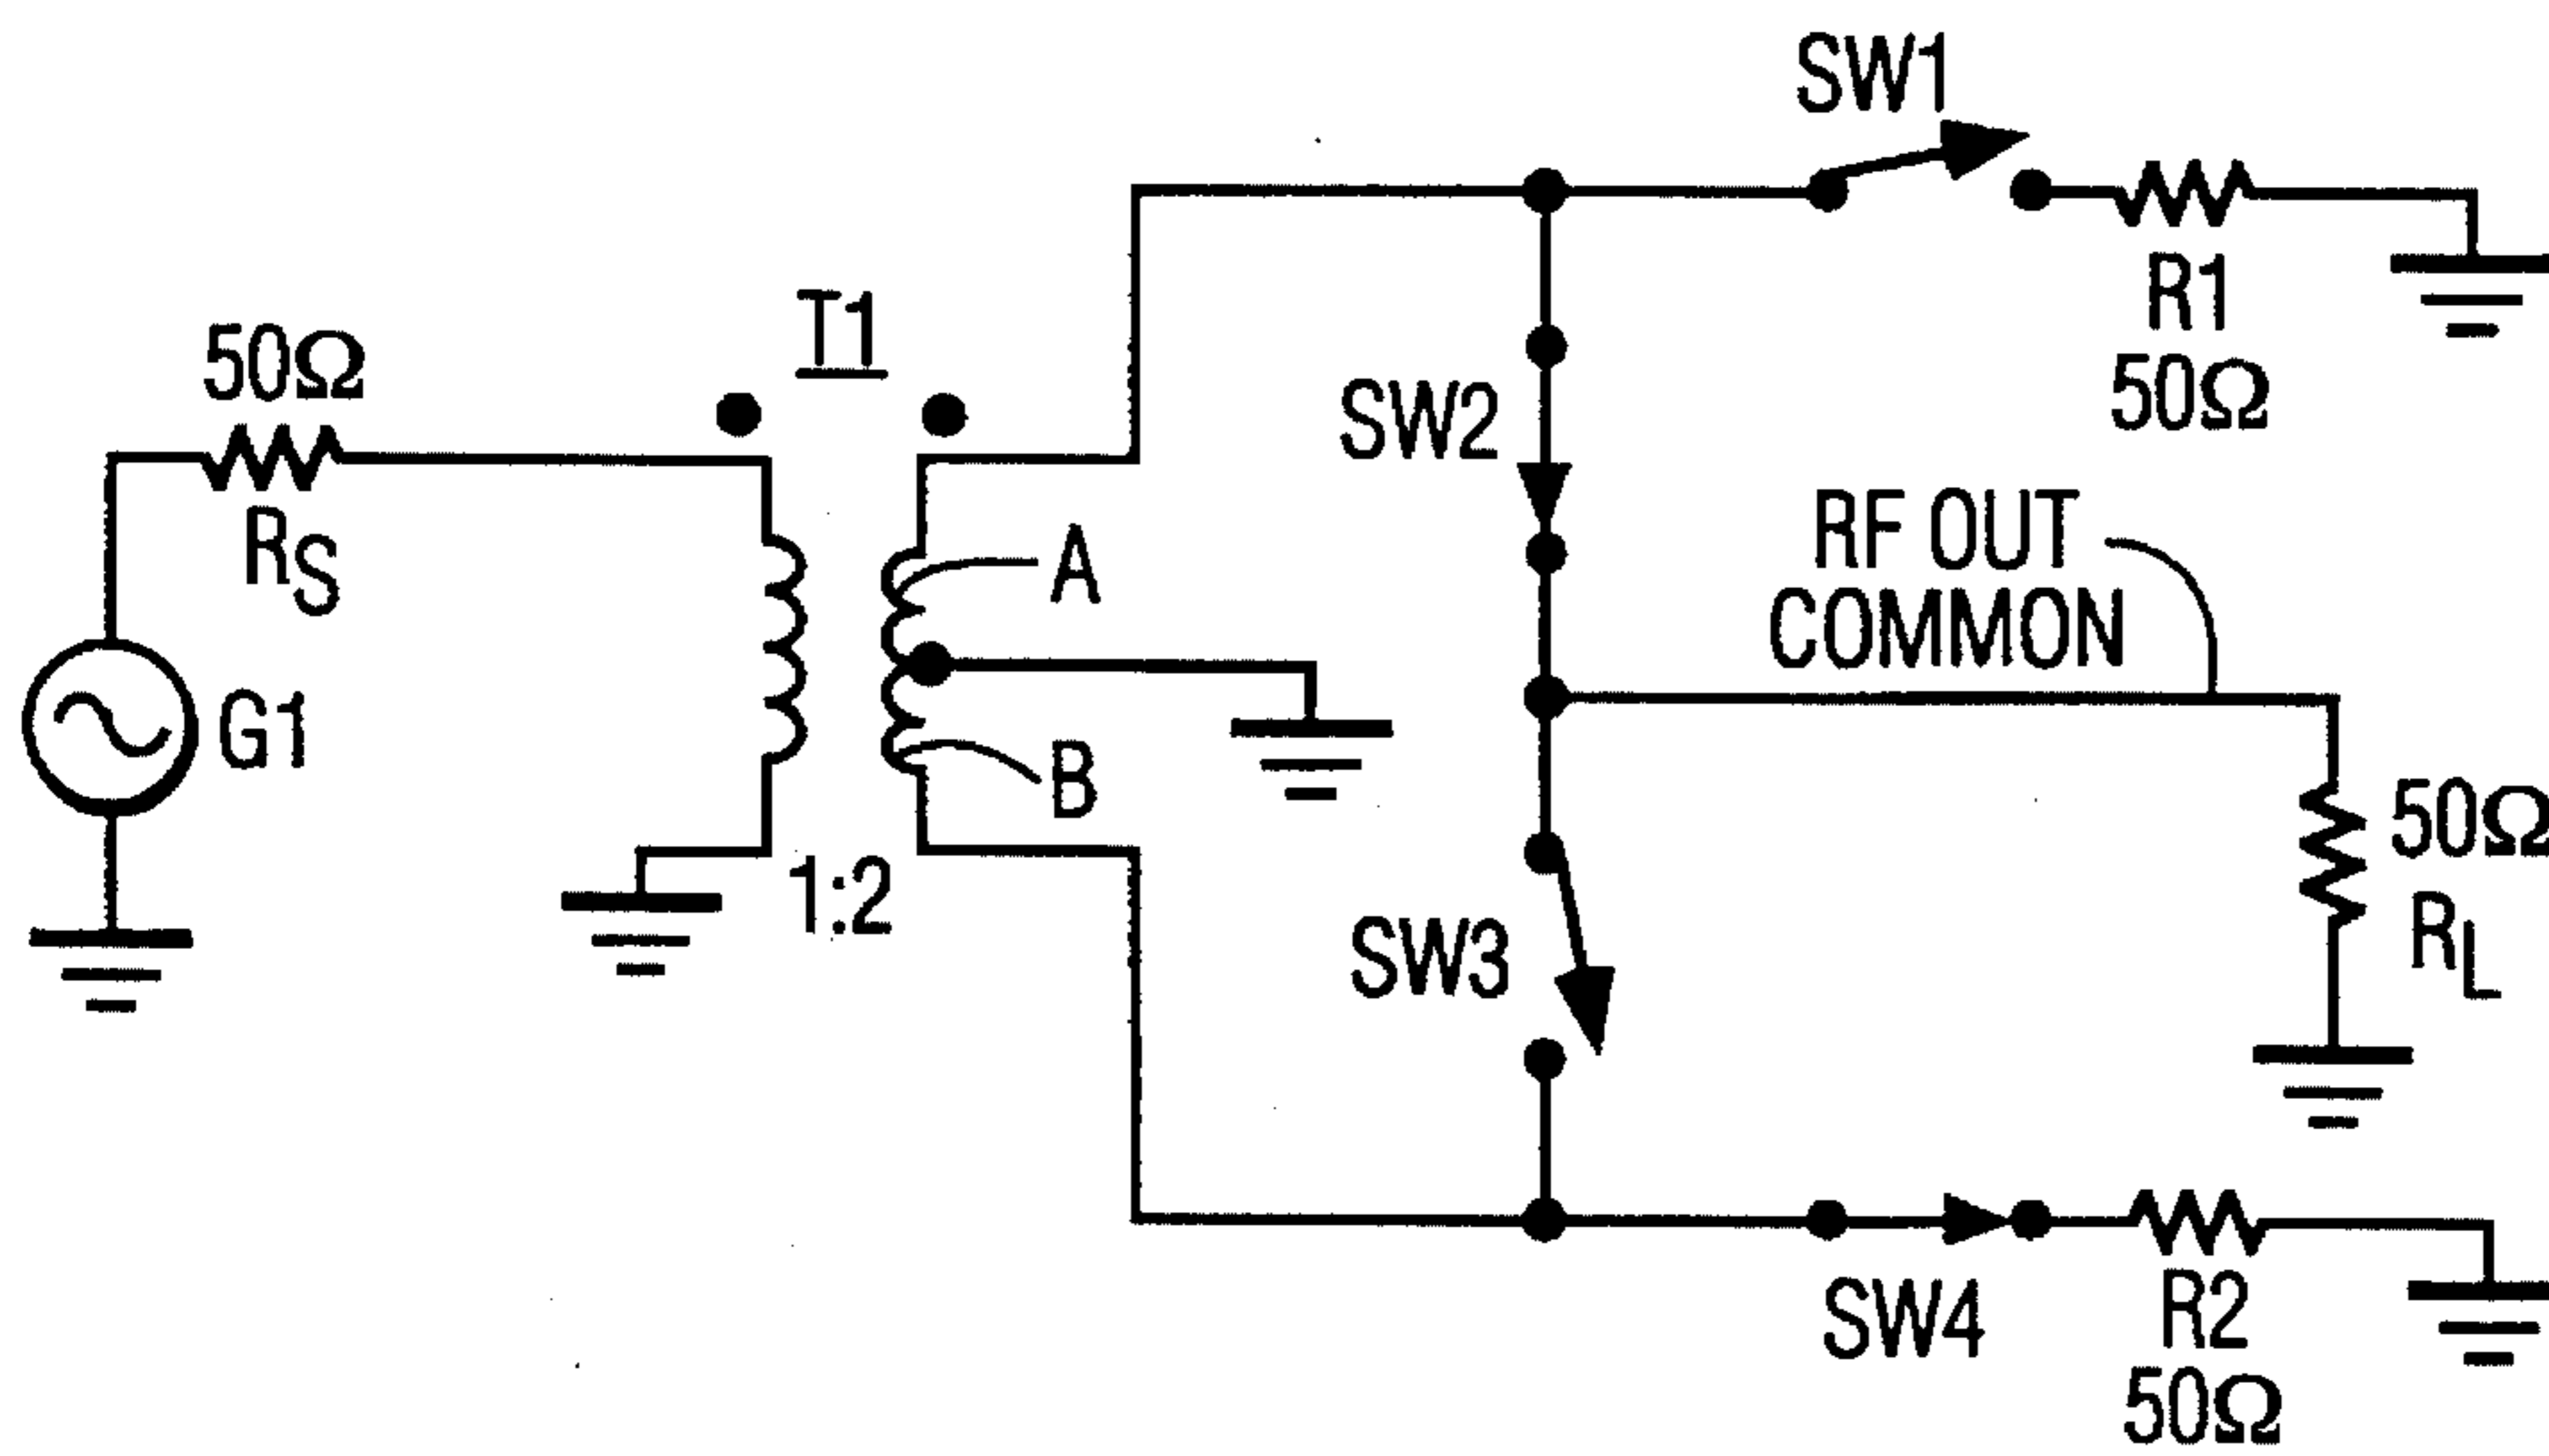 SW1
R1
50Ω
T1
50Ω
RS
G1
A
B
1:2
SW2
RF OUT
COMMON
SW3
50Ω
RL
SW4
R2
50Ω